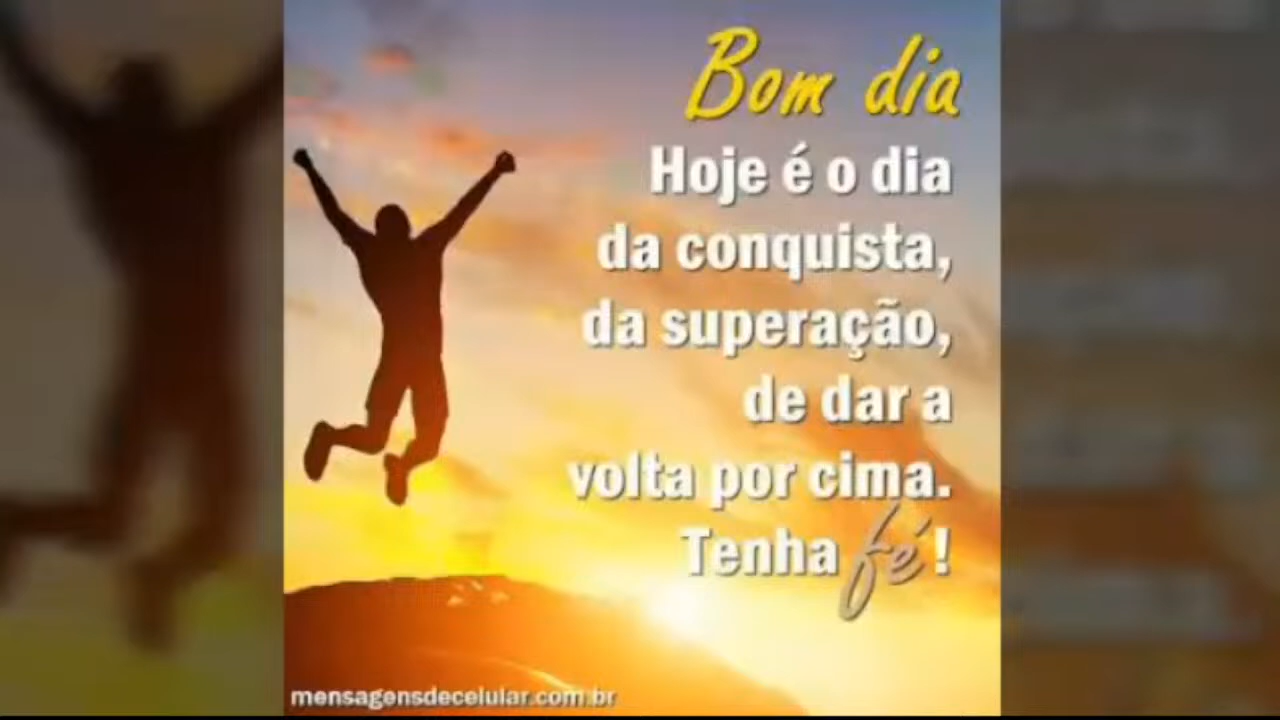 Bom dia
Hoje é o dia
da conquista,
da superação,
de dar a
volta por cima.
Tenha fé!
mensagensdecelular.com.br